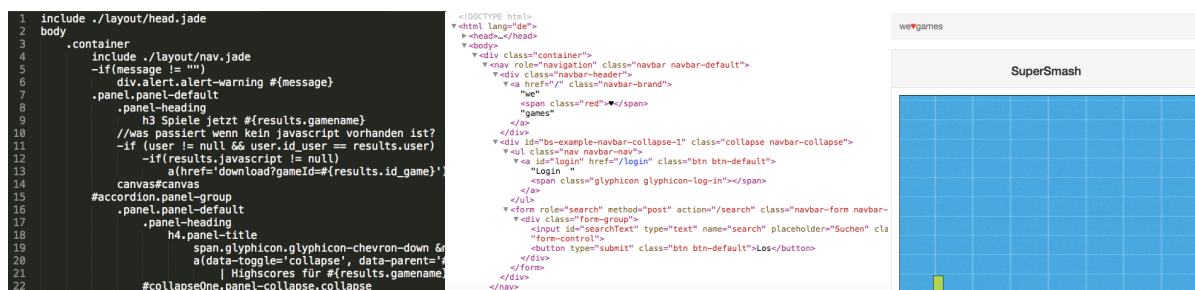 1 include ./layout/head.jade
2 body
3 .container
4 include ./layout/nav.jade
5 -if(message != "")
6 div.alert.alert-warning #{message}
7 .panel.panel-default
8 .panel-heading
9 h3 Spiele jetzt #{results.gamename}
10 //was passiert wenn kein javascript vorhanden ist?
11 -if (user != null && user.id_user == results.user)
12 -if(results.javascript != null)
13 a(href='download?gameId=#{results.id_game}')
14 canvas#canvas
15 #accordion.panel-group
16 .panel.panel-default
17 .panel-heading
18 h4.panel-title
19 span.glyphicon.glyphicon-chevron-down &n
20 a(data-toggle='collapse', data-parent='#
21 | Highscores für #{results.gamename}
22 #collapseOne.panel-collapse.collapse
<!DOCTYPE html>
▼<html lang="de">
▶<head>…</head>
▼<body>
▼<div class="container">
▼<nav role="navigation" class="navbar navbar-default">
▼<div class="navbar-header">
▼<a href="/" class="navbar-brand">
"we"
<span class="red">♥</span>
"games"
</a>
</div>
▼<div id="bs-example-navbar-collapse-1" class="collapse navbar-collapse">
▼<ul class="nav navbar-nav">
▼<a id="login" href="/login" class="btn btn-default">
"Login "
<span class="glyphicon glyphicon-log-in"></span>
</a>
</ul>
▼<form role="search" method="post" action="/search" class="navbar-form navbar-
▼<div class="form-group">
<input id="searchText" type="text" name="search" placeholder="Suchen" cla
"form-control">
<button type="submit" class="btn btn-default">Los</button>
</div>
</form>
</div>
</nav>
we♥games
SuperSmash